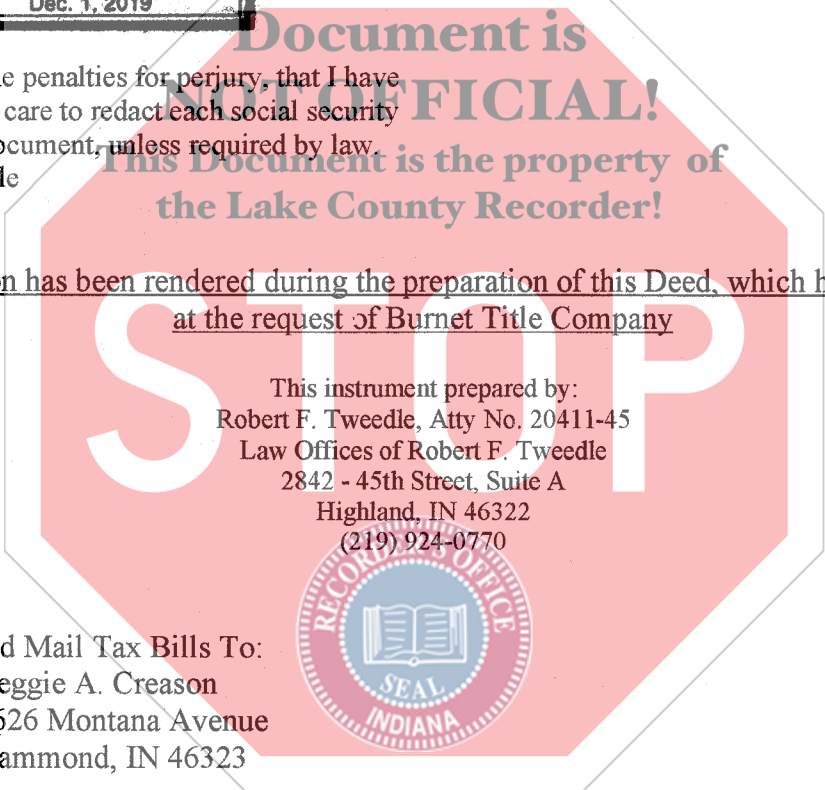 Dec. 1, 2019
Document is
NOT OFFICIAL!
This Document is the property of
the Lake County Recorder!
e penalties for perjury, that I have
care to redact each social security
ocument, unless required by law.
le
n has been rendered during the preparation of this Deed, which h
at the request of Burnet Title Company
STOP
This instrument prepared by:
Robert F. Tweedle, Atty No. 20411-45
Law Offices of Robert F. Tweedle
2842 - 45th Street, Suite A
Highland, IN 46322
(219) 924-0770
RECORDER'S OFFICE
SEAL
INDIANA
d Mail Tax Bills To:
eggie A. Creason
626 Montana Avenue
ammond, IN 46323